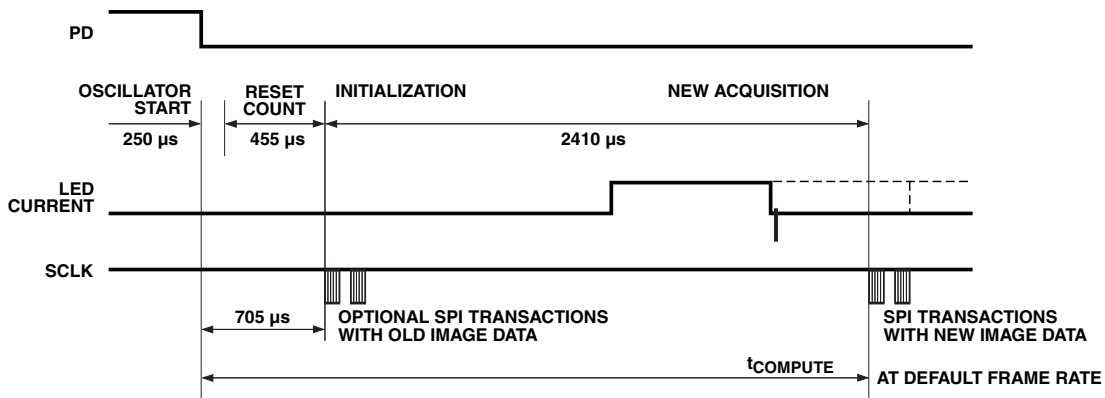 PD
OSCILLATOR
START
RESET
COUNT
INITIALIZATION
NEW ACQUISITION
250 µs
455 µs
2410 µs
LED
CURRENT
SCLK
705 µs
OPTIONAL SPI TRANSACTIONS
WITH OLD IMAGE DATA
SPI TRANSACTIONS
WITH NEW IMAGE DATA
tCOMPUTE
AT DEFAULT FRAME RATE